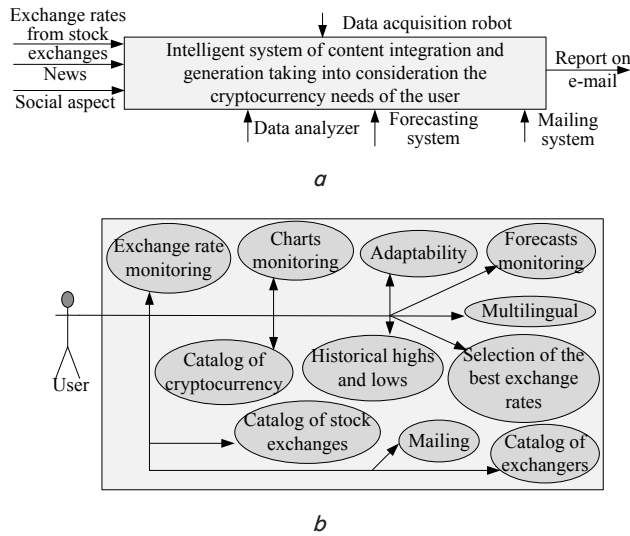 Exchange rates
from stock
exchanges
News
Social aspect
Data acquisition robot
Intelligent system of content integration and
generation taking into consideration the
cryptocurrency needs of the user
Report on
e-mail
Data analyzer
Forecasting
system
Mailing
system
a
Exchange rate
monitoring
Charts
monitoring
Adaptability
Forecasts
monitoring
Multilingual
User
Catalog of
cryptocurrency
Historical highs
and lows
Selection of the
best exchange
rates
Catalog of stock
exchanges
Mailing
Catalog of
exchangers
b